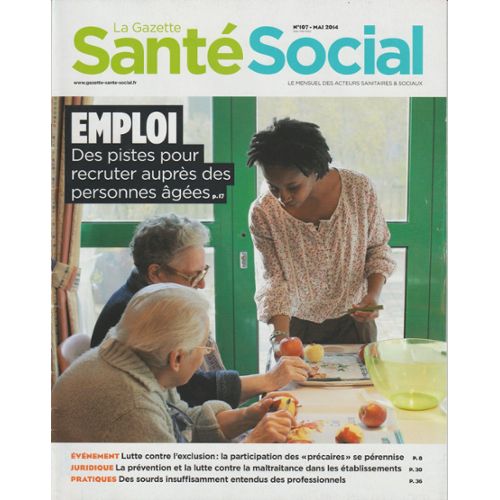 La Gazette
SantéSocial
N°107 - MAI 2014
www.gazette-sante-social.fr
LE MENSUEL DES ACTEURS SANITAIRES & SOCIAUX
EMPLOI
Des pistes pour
recruter auprès des
personnes âgées p.17
ÉVÉNEMENT Lutte contre l'exclusion : la participation des «précaires» se pérennise P. 8
JURIDIQUE La prévention et la lutte contre la maltraitance dans les établissements P. 30
PRATIQUES Des sourds insuffisamment entendus des professionnels P. 36